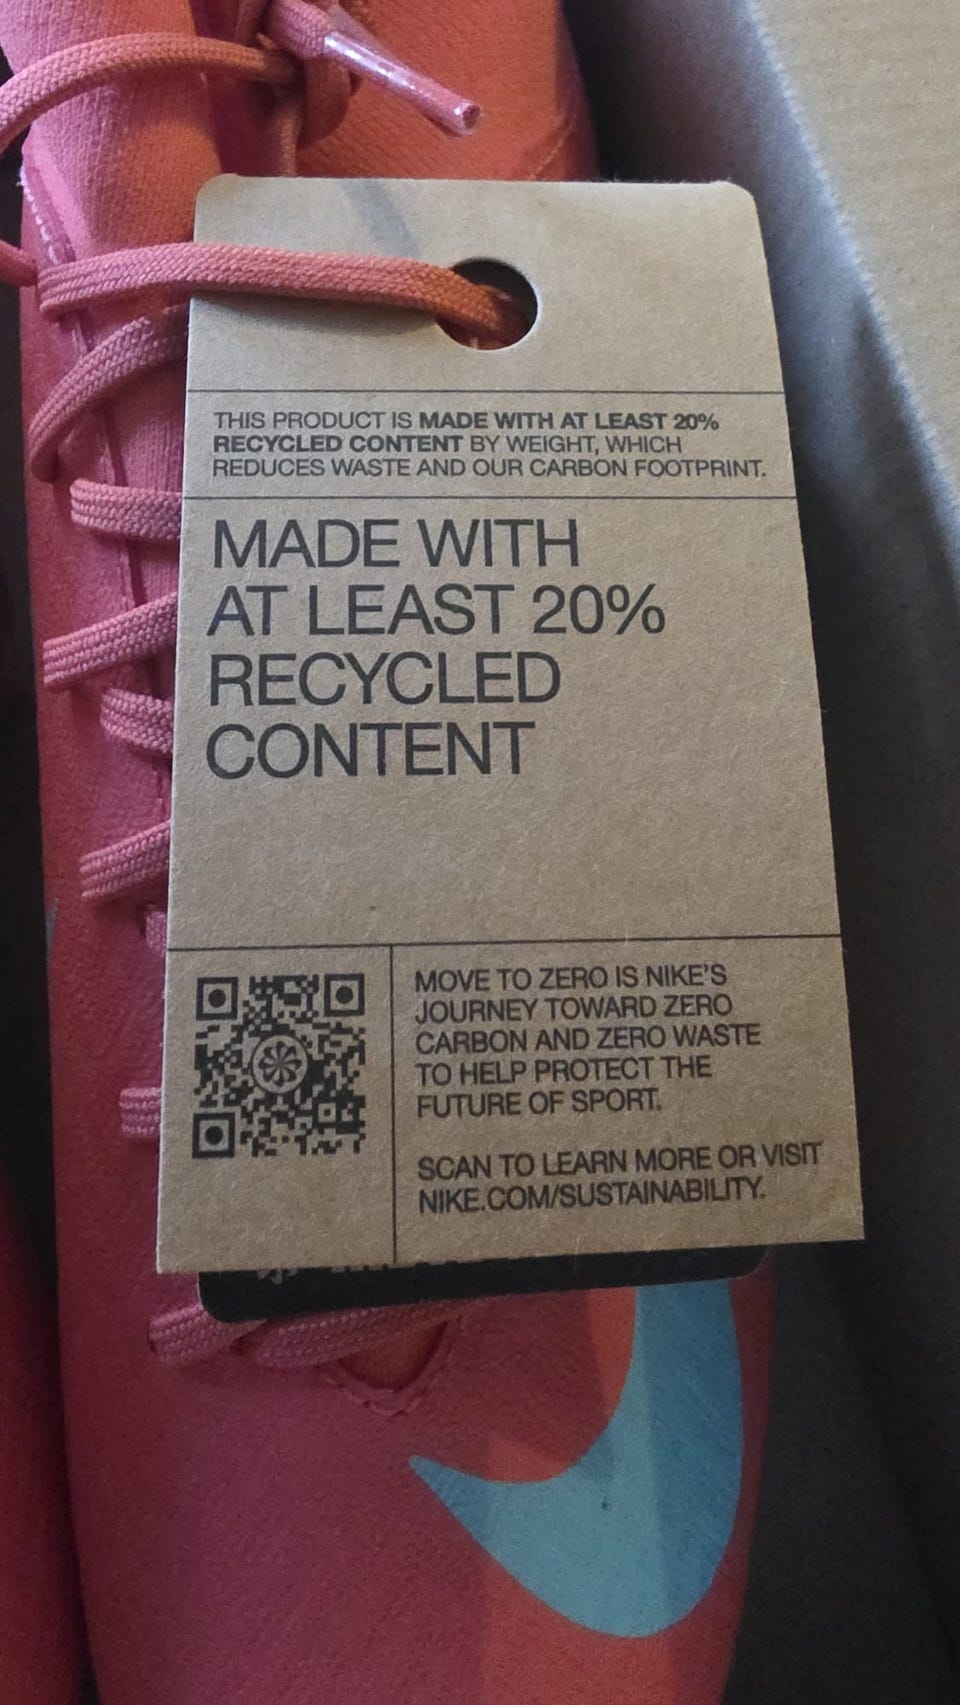 THIS PRODUCT IS MADE WITH AT LEAST 20%
RECYCLED CONTENT BY WEIGHT, WHICH
REDUCES WASTE AND OUR CARBON FOOTPRINT.
MADE WITH
AT LEAST 20%
RECYCLED
CONTENT
MOVE TO ZERO IS NIKE'S
JOURNEY TOWARD ZERO
CARBON AND ZERO WASTE
TO HELP PROTECT THE
FUTURE OF SPORT.
SCAN TO LEARN MORE OR VISIT
NIKE.COM/SUSTAINABILITY.